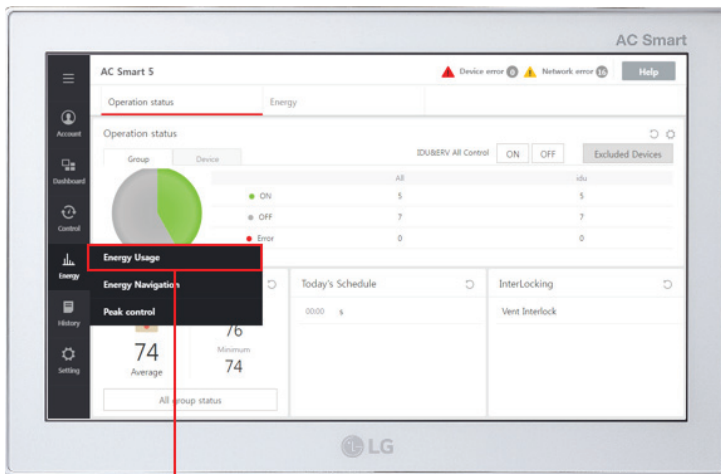 AC Smart
AC Smart 5
Device error 0
Network error 16
Help
Account
Dashboard
Control
Energy
History
Setting
Operation status
Energy
Operation status
IDU&ERV All Control
ON
OFF
Excluded Devices
Group
Device
All
idu
ON 5 5
OFF 7 7
Error 0 0
Energy Usage
Energy Navigation
Peak control
76
Minimum
74
Average
74
All group status
Today's Schedule
00:00 s
InterLocking
Vent Interlock
LG